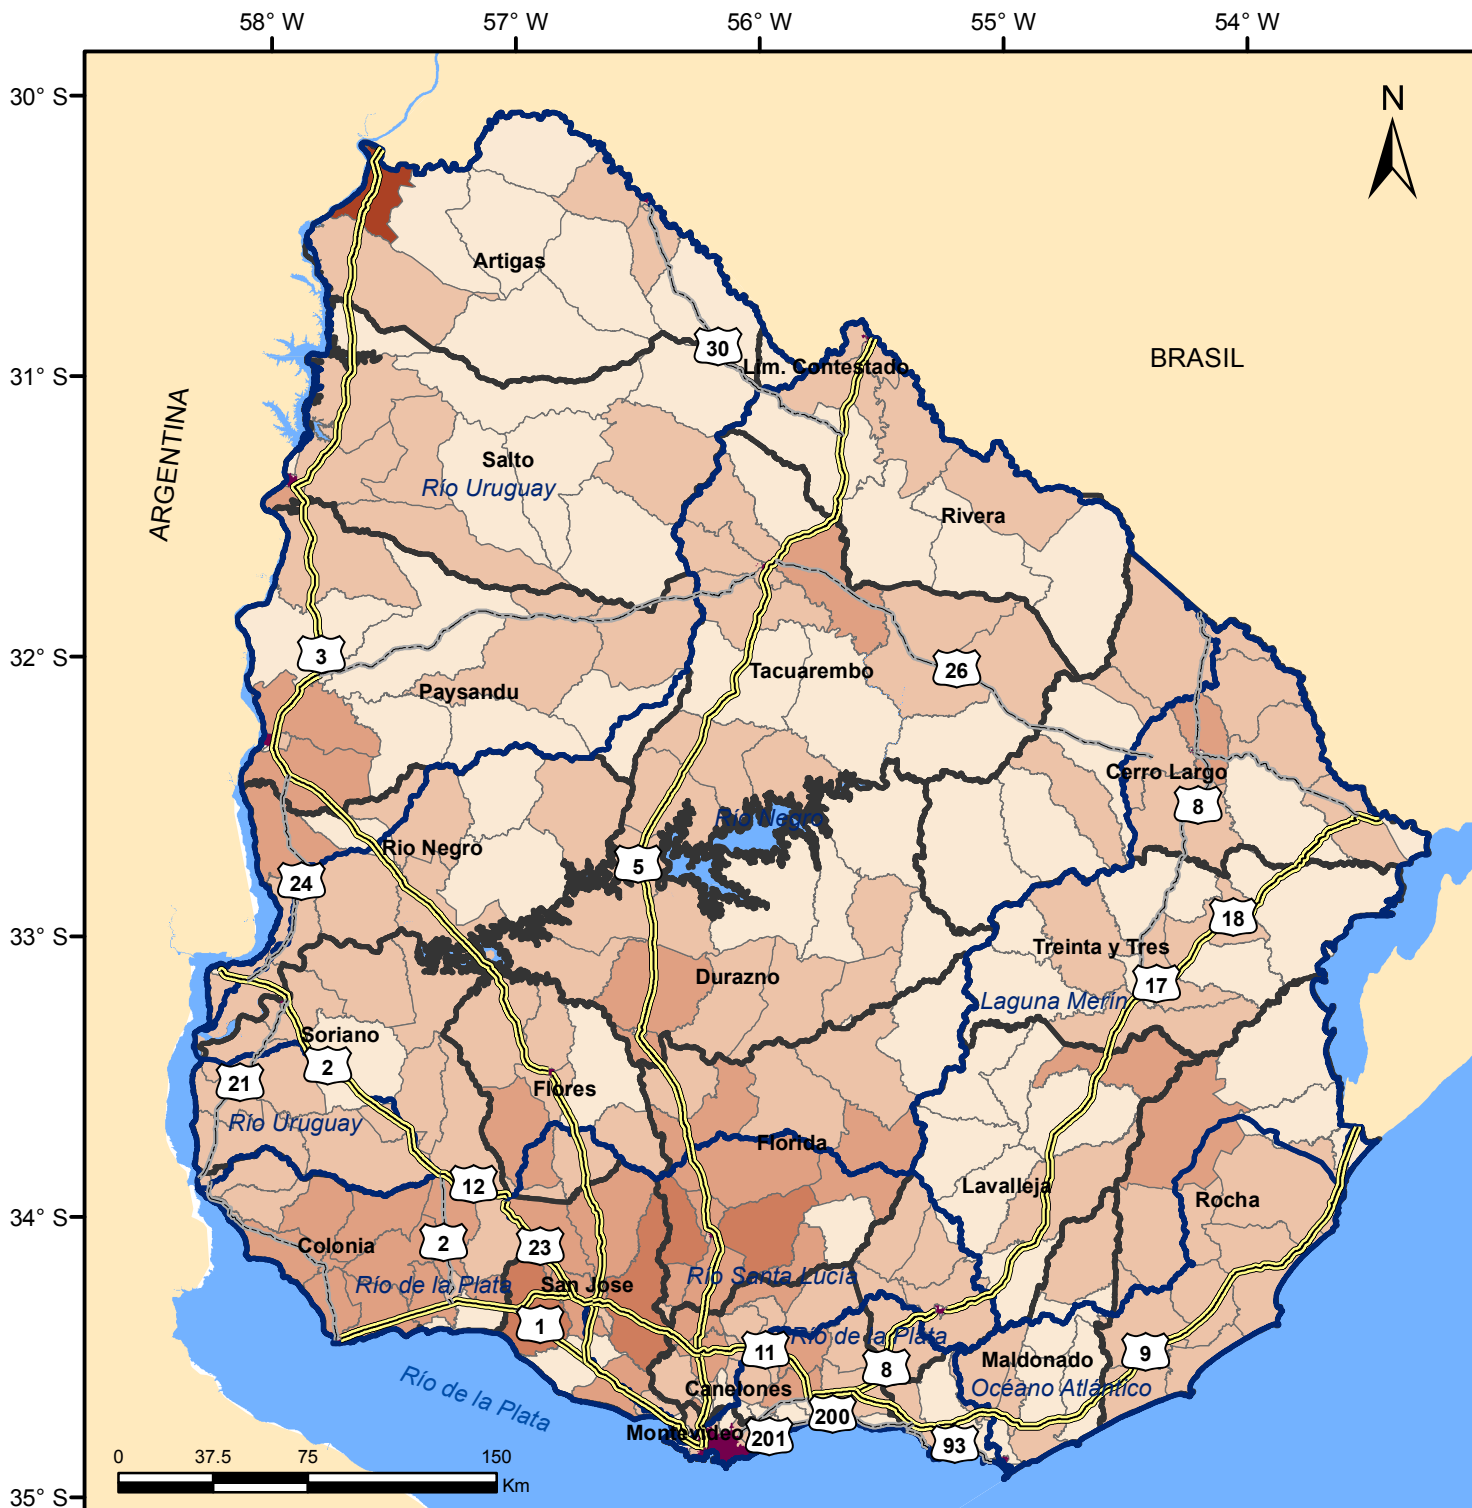 58° W
57° W
56° W
55° W
54° W
30° S
N
Artigas
30
BRASIL
31° S
Lim. Contestado
ARGENTINA
Salto
Río Uruguay
Rivera
32° S
3
Tacuarembo
26
Paysandu
Cerro Largo
8
Río Negro
Rio Negro
5
24
18
33° S
Treinta y Tres
Durazno
17
Laguna Merín
Soriano
2
21
Flores
Río Uruguay
Florida
12
Lavalleja
Rocha
34° S
Colonia
2
23
Río de la Plata
San Jose
Río Santa Lucía
1
11
Río de la Plata
9
8
Maldonado
Océano Atlántico
Canelones
Río de la Plata
200
Montevideo
201
93
0
37.5
75
150
Km
35° S